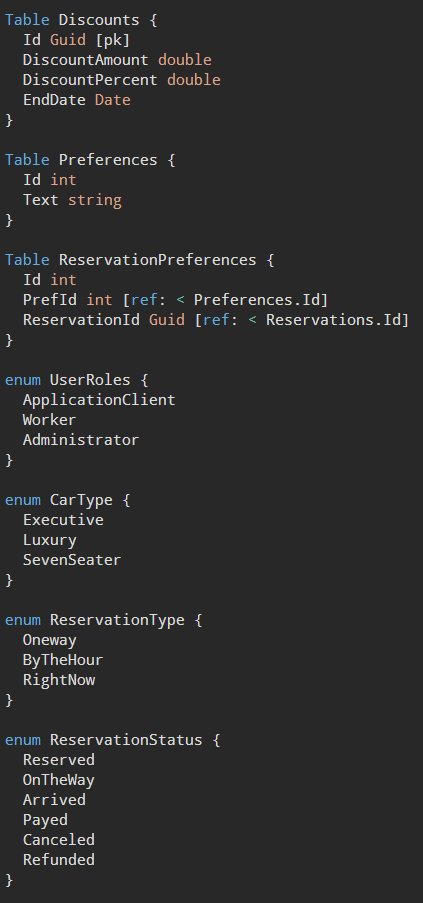 Table Discounts {
  Id Guid [pk]
  DiscountAmount double
  DiscountPercent double
  EndDate Date
}

Table Preferences {
  Id int
  Text string
}

Table ReservationPreferences {
  Id int
  PrefId int [ref: < Preferences.Id]
  ReservationId Guid [ref: < Reservations.Id]
}

enum UserRoles {
  ApplicationClient
  Worker
  Administrator
}

enum CarType {
  Executive
  Luxury
  SevenSeater
}

enum ReservationType {
  Oneway
  ByTheHour
  RightNow
}

enum ReservationStatus {
  Reserved
  OnTheWay
  Arrived
  Payed
  Canceled
  Refunded
}